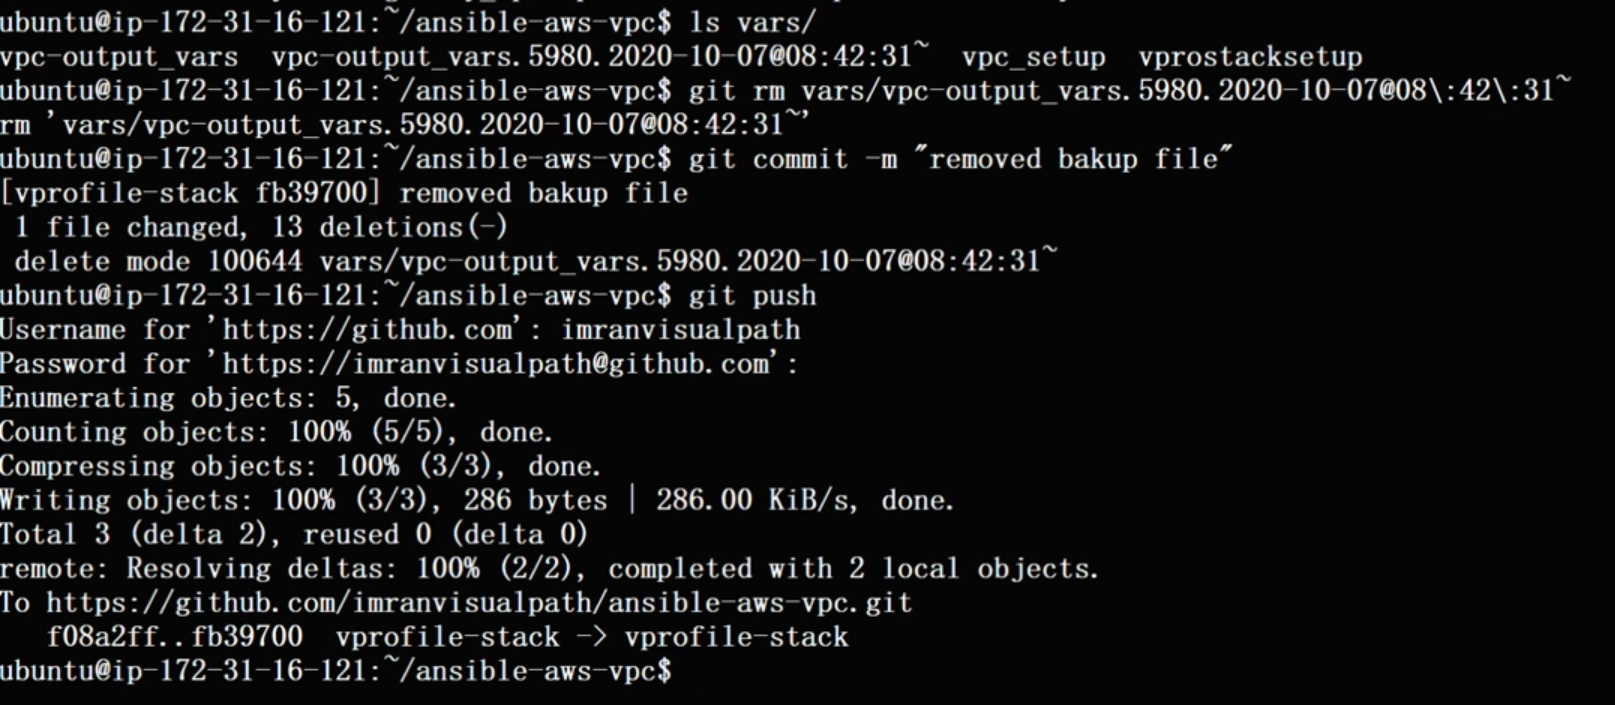 ubuntu@ip-172-31-16-121:~/ansible-aws-vpc$ ls vars/
vpc-output_vars  vpc-output_vars.5980.2020-10-07@08:42:31~  vpc_setup  vprostacksetup
ubuntu@ip-172-31-16-121:~/ansible-aws-vpc$ git rm vars/vpc-output_vars.5980.2020-10-07@08\:42\:31~
rm 'vars/vpc-output_vars.5980.2020-10-07@08:42:31~'
ubuntu@ip-172-31-16-121:~/ansible-aws-vpc$ git commit -m "removed bakup file"
[vprofile-stack fb39700] removed bakup file
 1 file changed, 13 deletions(-)
 delete mode 100644 vars/vpc-output_vars.5980.2020-10-07@08:42:31~
ubuntu@ip-172-31-16-121:~/ansible-aws-vpc$ git push
Username for 'https://github.com': imranvisualpath
Password for 'https://imranvisualpath@github.com':
Enumerating objects: 5, done.
Counting objects: 100% (5/5), done.
Compressing objects: 100% (3/3), done.
Writing objects: 100% (3/3), 286 bytes | 286.00 KiB/s, done.
Total 3 (delta 2), reused 0 (delta 0)
remote: Resolving deltas: 100% (2/2), completed with 2 local objects.
To https://github.com/imranvisualpath/ansible-aws-vpc.git
   f08a2ff..fb39700  vprofile-stack -> vprofile-stack
ubuntu@ip-172-31-16-121:~/ansible-aws-vpc$